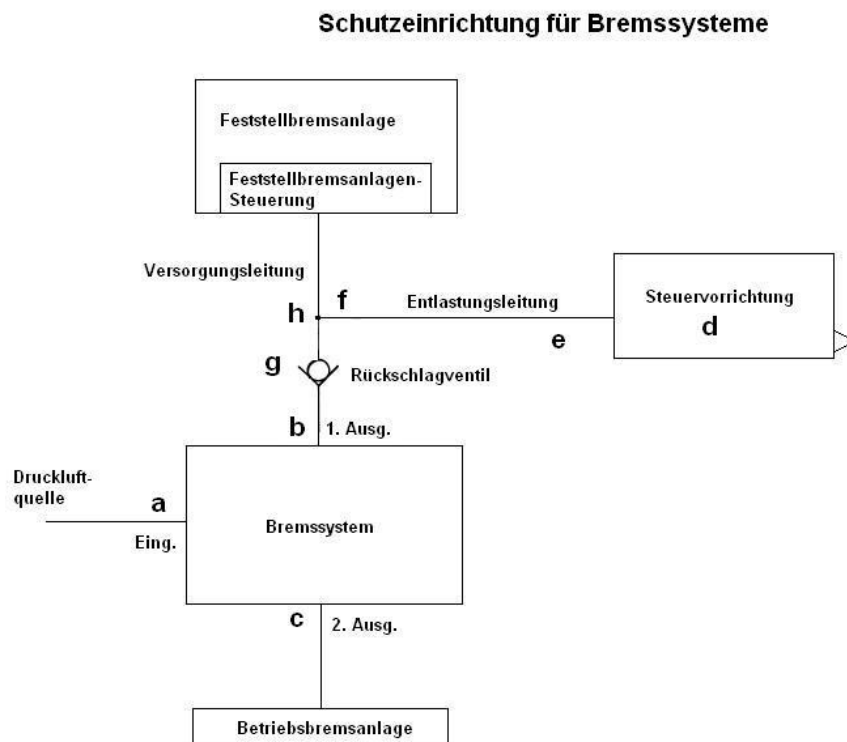 Schutzeinrichtung für Bremssysteme
Feststellbremsanlage
Feststellbremsanlagen-
Steuerung
Versorgungsleitung
f
Entlastungsleitung
Steuervorrichtung
h
d
e
g
Rückschlagventil
b
1. Ausg.
Druckluft-
quelle
a
Eing.
Bremssystem
c
2. Ausg.
Betriebsbremsanlage